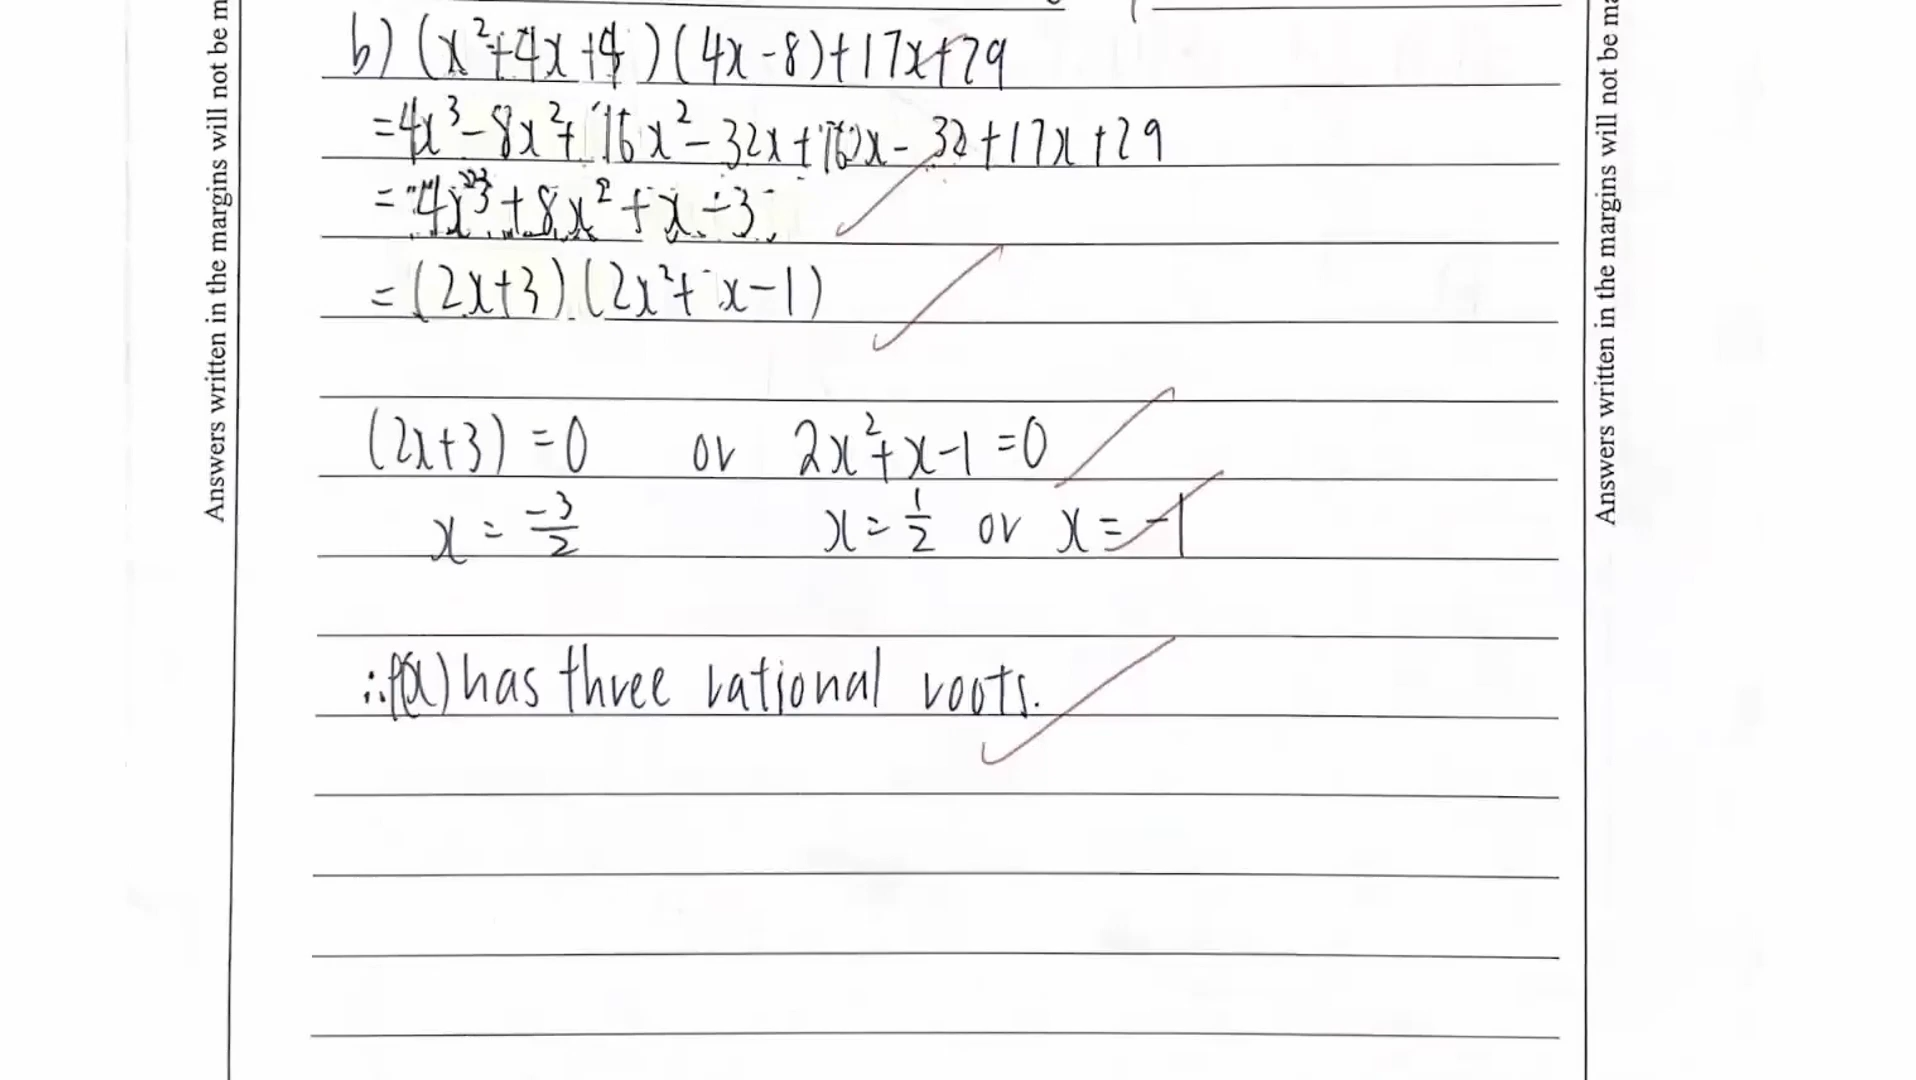 b) (x²+4x+4)(4x-8)+17x+29
=4x³-8x²+16x²-32x+16x-32+17x+29
=4x³+8x²+x-3
=(2x+3)(2x²+x-1)
(2x+3)=0 or 2x²+x-1=0
x=-3/2 x=1/2 or x=-1
∴f(x) has three rational roots.
Answers written in the margins will not be m
Answers written in the margins will not be ma